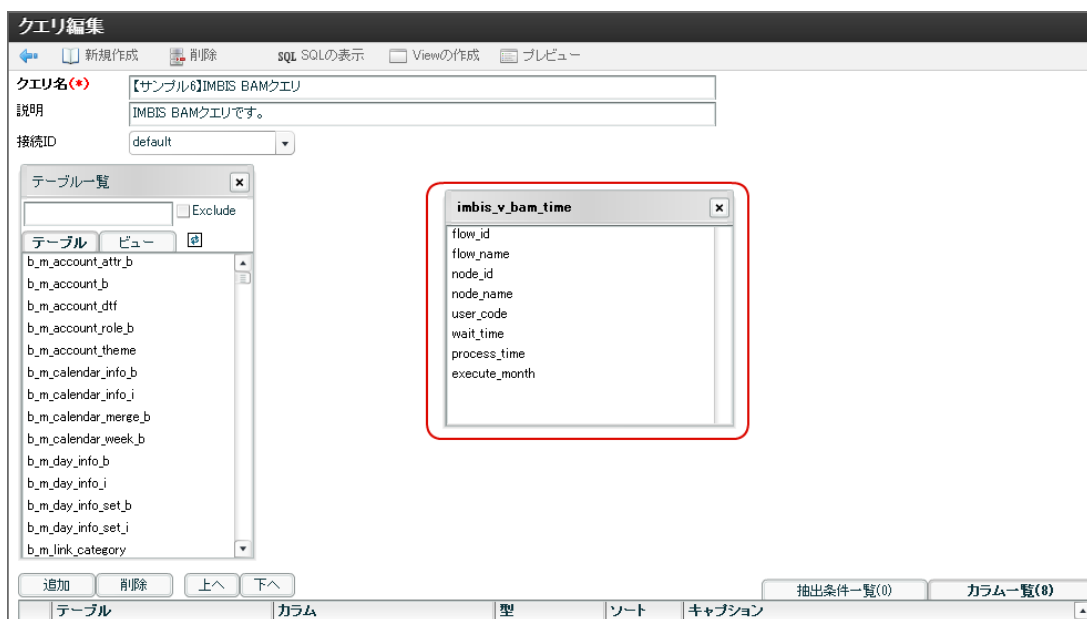 クエリ編集
新規作成 削除 SQL SQLの表示 Viewの作成 プレビュー
クエリ名(*) 【サンプル6】IMBIS BAMクエリ
説明 IMBIS BAMクエリです。
接続ID default
テーブル一覧
Exclude
テーブル ビュー
b_m_account_attr_b
b_m_account_b
b_m_account_dtf
b_m_account_role_b
b_m_account_theme
b_m_calendar_info_b
b_m_calendar_info_i
b_m_calendar_merge_b
b_m_calendar_week_b
b_m_day_info_b
b_m_day_info_i
b_m_day_info_set_b
b_m_day_info_set_i
b_m_link_category
imbis_v_bam_time
flow_id
flow_name
node_id
node_name
user_code
wait_time
process_time
execute_month
追加 削除 上へ 下へ 抽出条件一覧(0) カラム一覧(8)
テーブル カラム 型 ソート キャプション